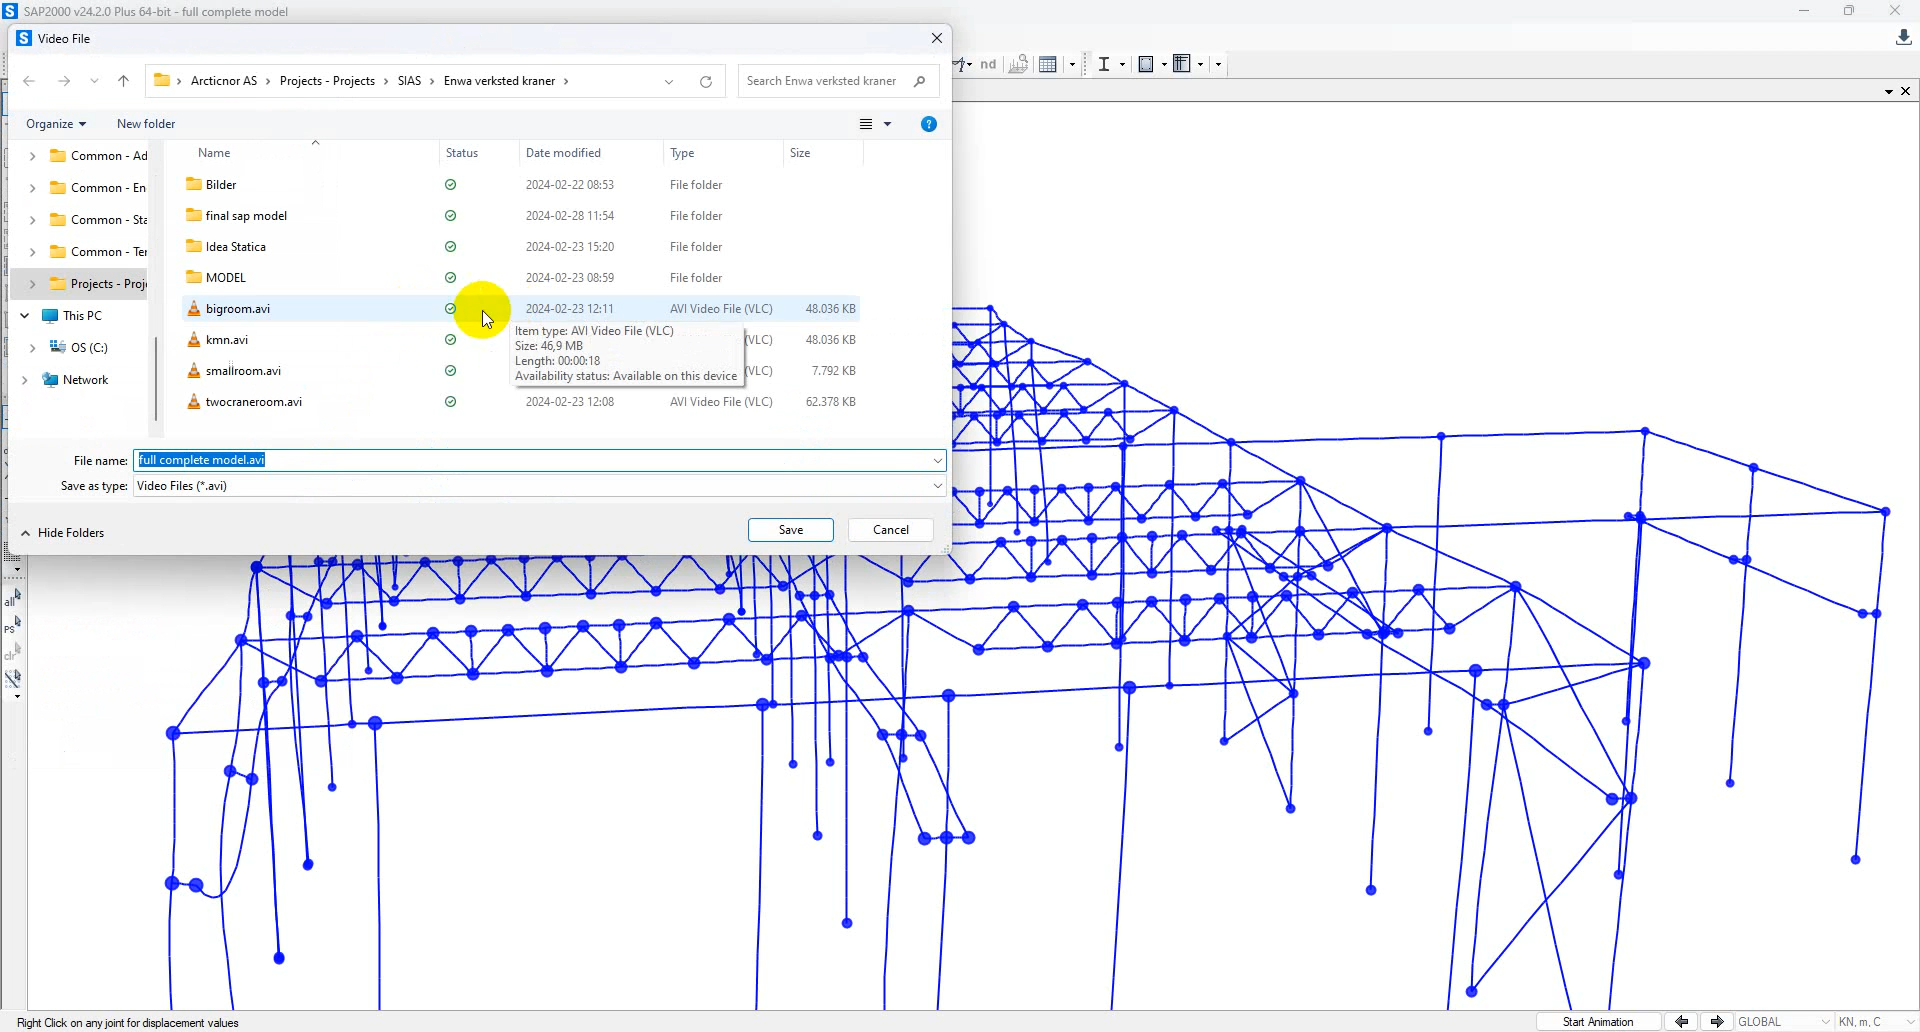 SAP2000 v24.2.0 Plus 64-bit - full complete model
Video File
Arcticnor AS > Projects - Projects > SIAS > Enwa verksted kraner >
Search Enwa verksted kraner
nd
Organize
New folder
Name
Status
Date modified
Type
Size
Common - Ad
Common - En
Common - Sta
Common - Ter
Projects - Proj
This PC
OS (C:)
Network
Bilder 2024-02-22 08:53 File folder
final sap model 2024-02-28 11:54 File folder
Idea Statica 2024-02-23 15:20 File folder
MODEL 2024-02-23 08:59 File folder
bigroom.avi 2024-02-23 12:11 AVI Video File (VLC) 48.036 KB
kmn.avi (VLC) 48.036 KB
smallroom.avi (VLC) 7.792 KB
twocraneroom.avi 2024-02-23 12:08 AVI Video File (VLC) 62.378 KB
Item type: AVI Video File (VLC)
Size: 46,9 MB
Length: 00:00:18
Availability status: Available on this device
File name: full complete model.avi
Save as type: Video Files (*.avi)
Hide Folders
Save
Cancel
all
PS
clr
Right Click on any joint for displacement values
Start Animation
GLOBAL
KN, m, C